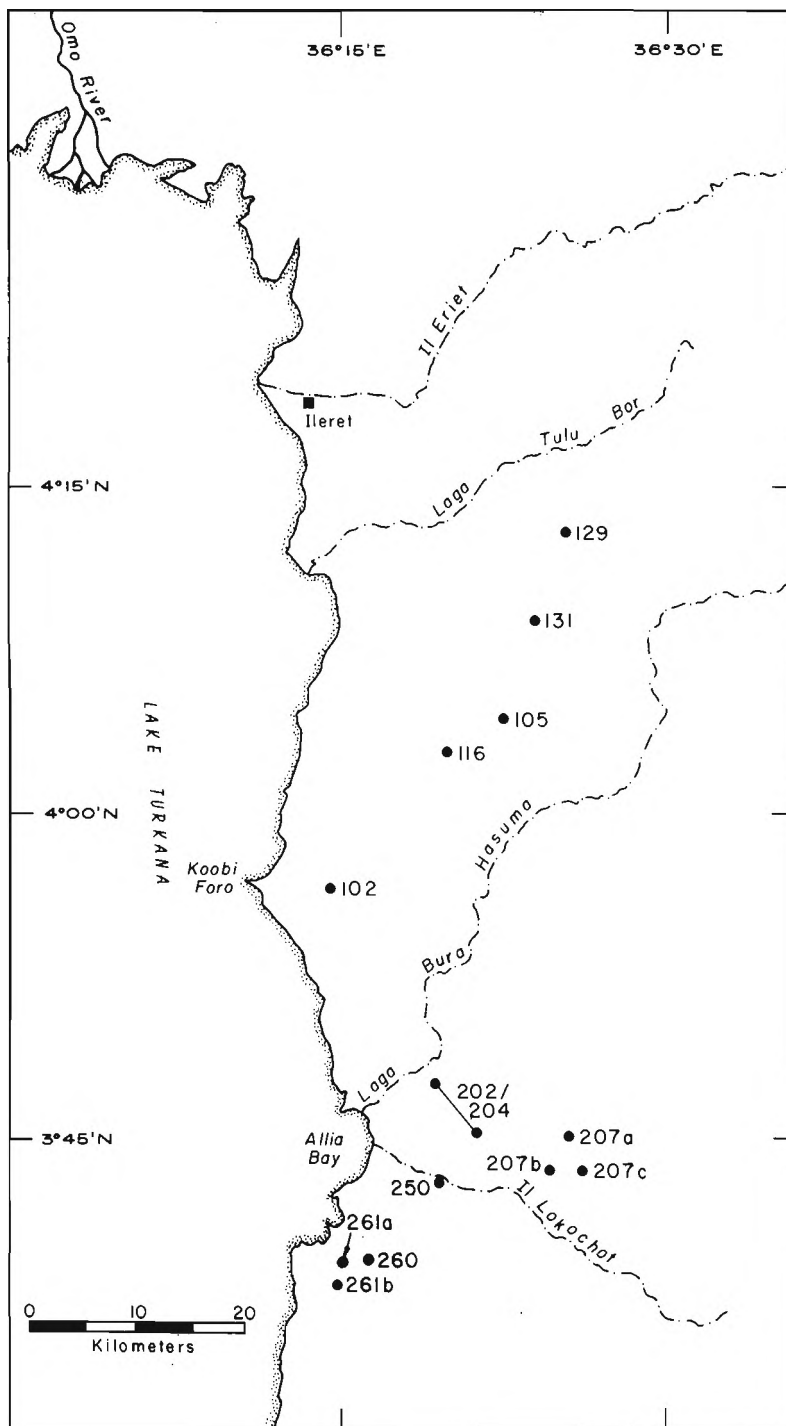 36°15'E
36°30'E
Omo River
Il Eriet
Ileret
Laga Tulu Bor
4°15'N
129
131
LAKE TURKANA
105
116
4°00'N
Koobi
Foro
102
Laga Bura Hasuma
202/
204
3°45'N
Allia
Bay
207a
207b
207c
250
Il Lokochot
261a
260
261b
0 10 20
Kilometers